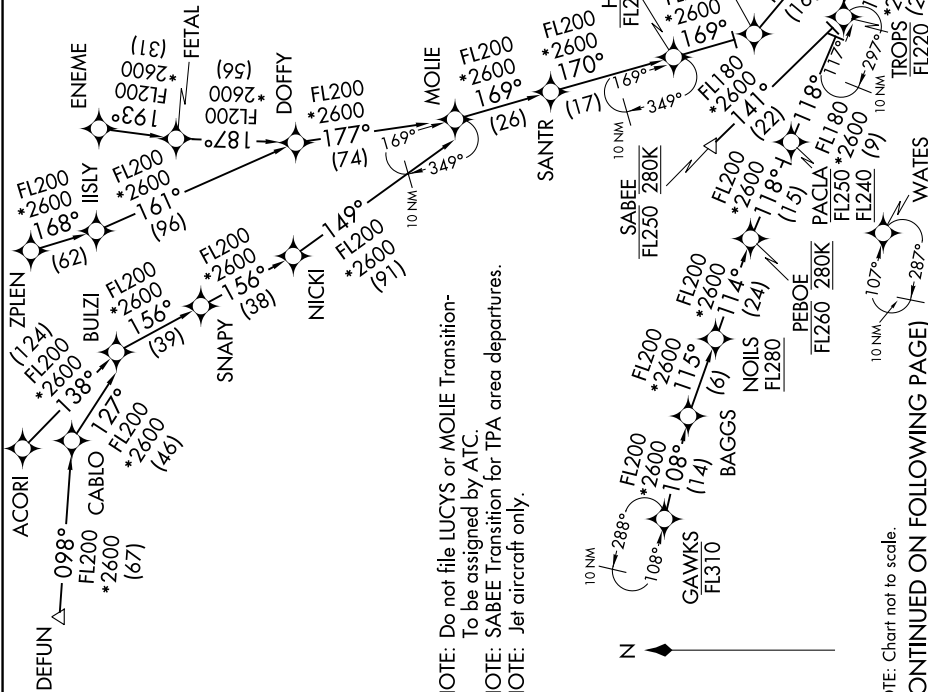 ENEME
193°
FL200
*2600
(31)
FETAL
187°
FL200
*2600
(56)
DOFFY
FL200
*2600
177°
(74)
ZPLEN
FL200
*2600
168°
(62)
IISLY
FL200
*2600
161°
(96)
MOLIE
169°
349°
10 NM
FL200
*2600
169°
(26)
SANTR
FL200
*2600
170°
(17)
*2600
169°
169°
349°
10 NM
ACORI
(124)
FL200
*2600
138°
BULZI
FL200
*2600
156°
(39)
SNAPY
FL200
*2600
156°
(38)
NICKI
149°
FL200
*2600
(91)
DEFUN
098°
FL200
*2600
(67)
CABLO
127°
FL200
*2600
(46)
OTE: Do not file LUCYS or MOLIE Transition-
To be assigned by ATC.
OTE: SABEE Transition for TPA area departures.
OTE: Jet aircraft only.
SABEE
FL250 280K
FL180
*2600
141°
(22)
GAWKS
FL310
10 NM
288°
108°
FL200
*2600
108°
(14)
BAGGS
FL200
*2600
115°
(6)
NOILS
FL280
FL200
*2600
114°
(24)
PEBOE
FL260 280K
FL200
*2600
118°
(15)
PACLA
FL250
FL240
118°
FL180
*2600
(9)
117°
297°
10 NM
TROPS
FL220
WATES
107°
287°
10 NM
N
TE: Chart not to scale.
ONTINUED ON FOLLOWING PAGE)